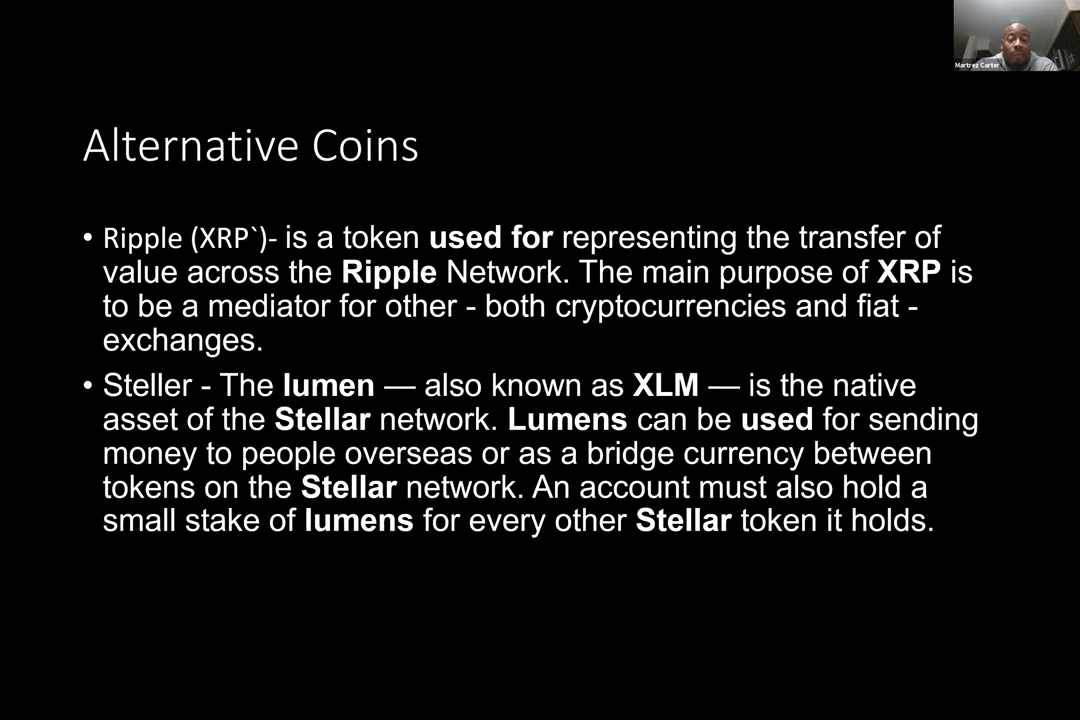 Martrez Carter
Alternative Coins
• Ripple (XRP`)- is a token used for representing the transfer of
value across the Ripple Network. The main purpose of XRP is
to be a mediator for other - both cryptocurrencies and fiat -
exchanges.
• Steller - The lumen — also known as XLM — is the native
asset of the Stellar network. Lumens can be used for sending
money to people overseas or as a bridge currency between
tokens on the Stellar network. An account must also hold a
small stake of lumens for every other Stellar token it holds.